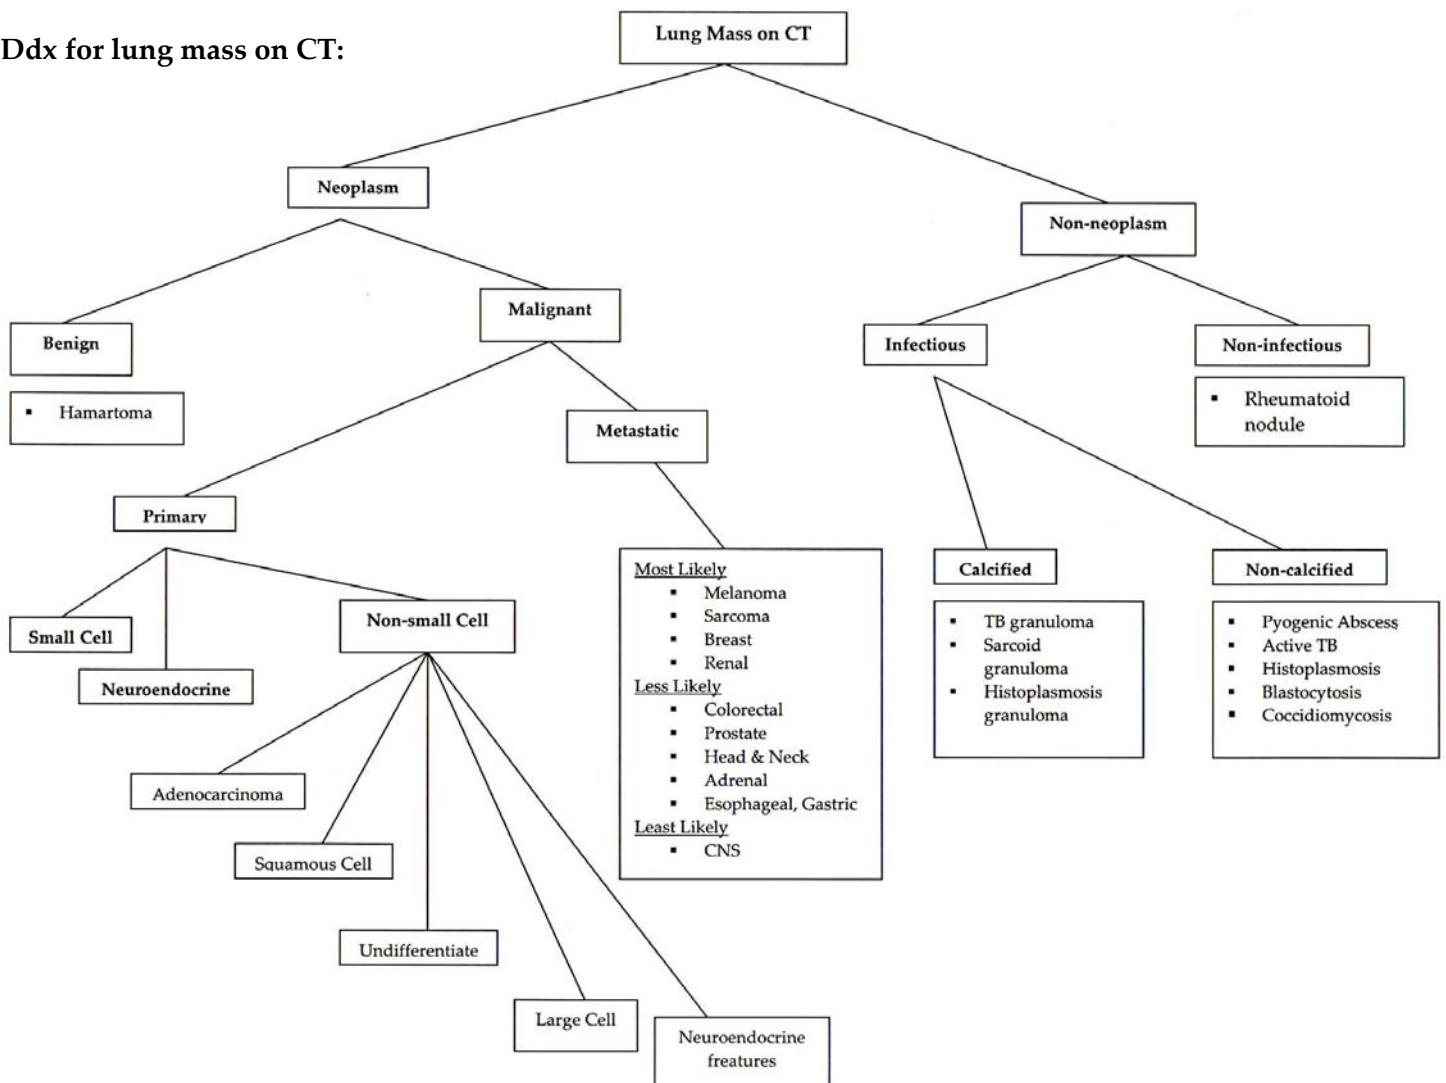 Ddx for lung mass on CT:
Lung Mass on CT
Neoplasm
Non-neoplasm
Benign
▪ Hamartoma
Malignant
Infectious
Non-infectious
▪ Rheumatoid
nodule
Metastatic
Primary
Small Cell
Neuroendocrine
Non-small Cell
Most Likely
▪ Melanoma
▪ Sarcoma
▪ Breast
▪ Renal
Less Likely
▪ Colorectal
▪ Prostate
▪ Head & Neck
▪ Adrenal
▪ Esophageal, Gastric
Least Likely
▪ CNS
Calcified
▪ TB granuloma
▪ Sarcoid
granuloma
▪ Histoplasmosis
granuloma
Non-calcified
▪ Pyogenic Abscess
▪ Active TB
▪ Histoplasmosis
▪ Blastocytosis
▪ Coccidiomycosis
Adenocarcinoma
Squamous Cell
Undifferentiate
Large Cell
Neuroendocrine
freatures